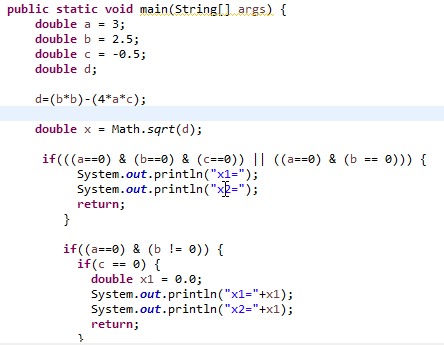 public static void main(String[] args) {
double a = 3;
double b = 2.5;
double c = -0.5;
double d;
d=(b*b)-(4*a*c);
double x = Math.sqrt(d);
if(((a==0) & (b==0) & (c==0)) || ((a==0) & (b == 0))) {
System.out.println("x1=");
System.out.println("x2=");
return;
}
if((a==0) & (b != 0)) {
if(c == 0) {
double x1 = 0.0;
System.out.println("x1="+x1);
System.out.println("x2="+x1);
return;
}